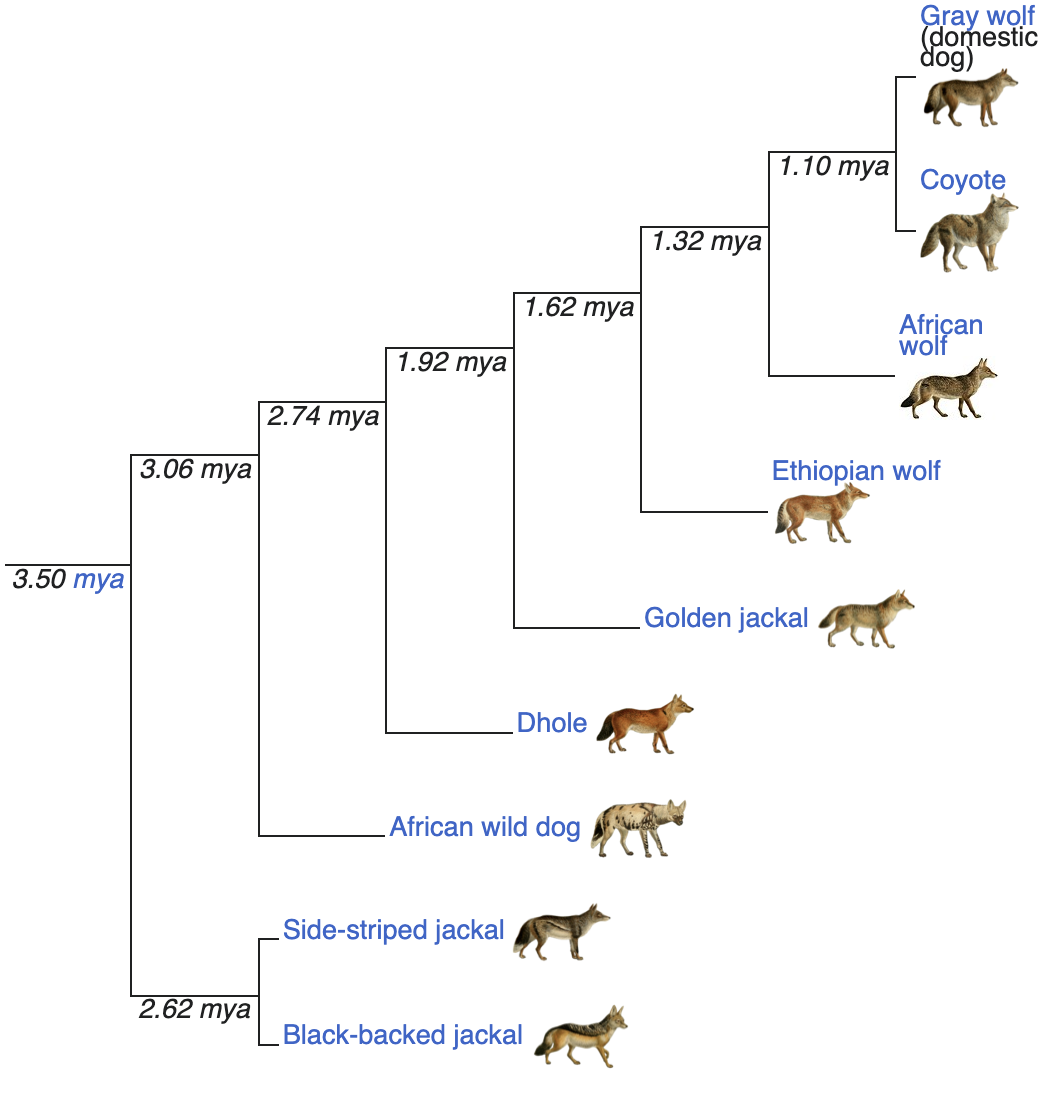 Gray wolf
(domestic
dog)
1.10 mya
Coyote
1.32 mya
1.62 mya
African
wolf
1.92 mya
2.74 mya
3.06 mya
Ethiopian wolf
3.50 mya
Golden jackal
Dhole
African wild dog
Side-striped jackal
2.62 mya
Black-backed jackal